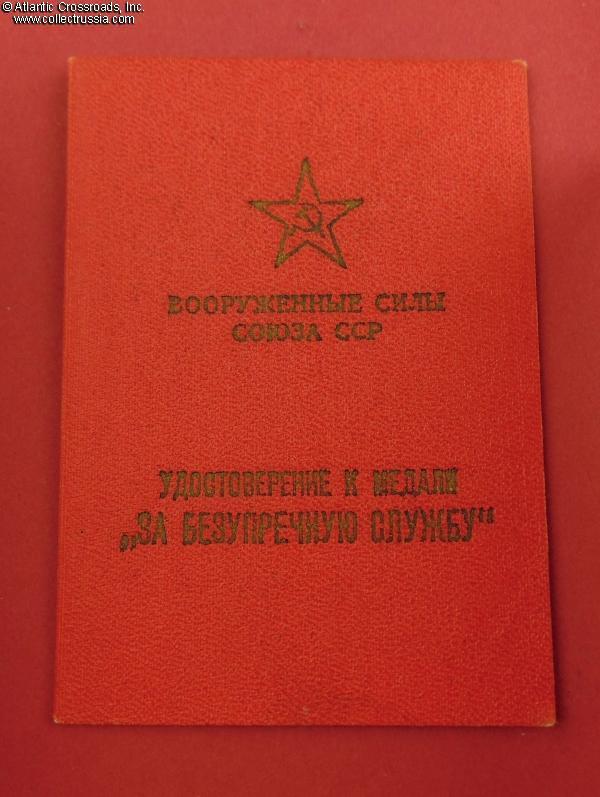 © Atlantic Crossroads, Inc.
www.collectrussia.com
ВООРУЖЕННЫЕ СИЛЫ
СОЮЗА ССР
УДОСТОВЕРЕНИЕ К МЕДАЛИ
„ЗА БЕЗУПРЕЧНУЮ СЛУЖБУ“